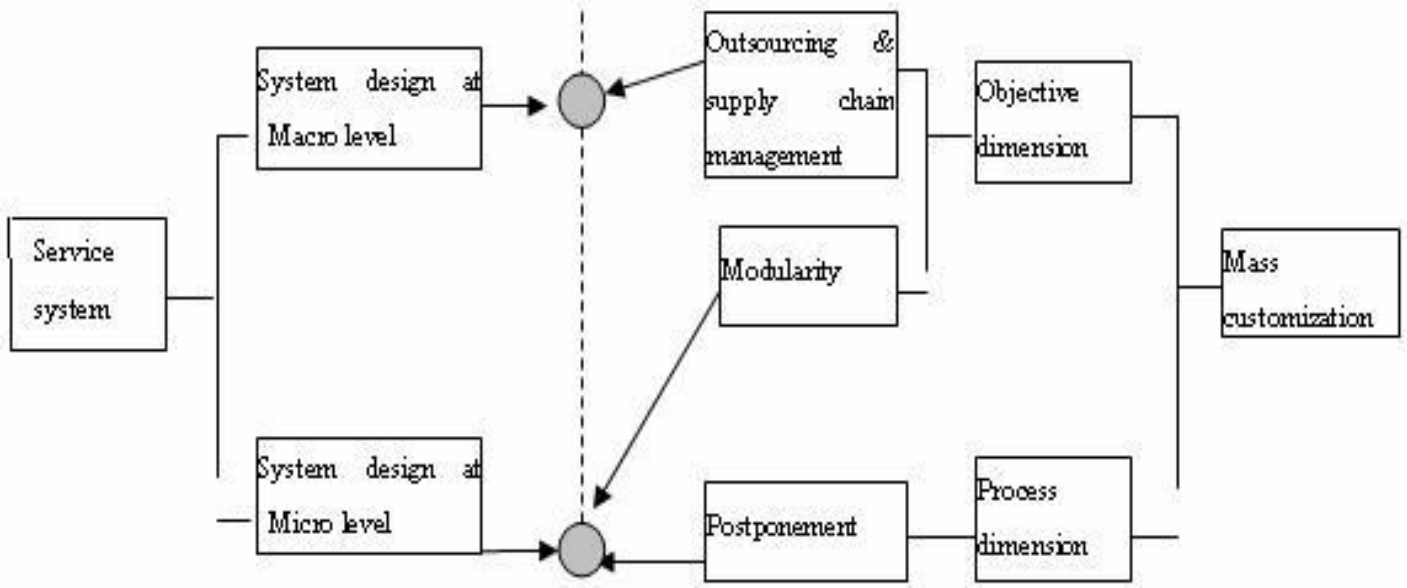 Service
system
System design at
Macro level
System design at
Micro level
Outsourcing &
supply chain
management
Modularity
Postponement
Objective
dimension
Process
dimension
Mass
customization